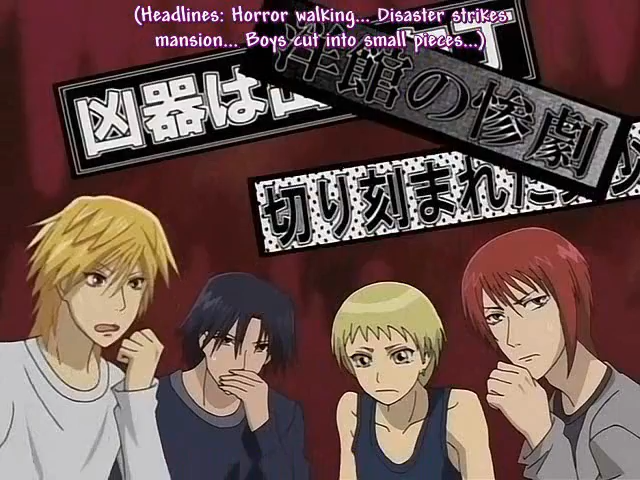 (Headlines: Horror walking... Disaster strikes
mansion... Boys cut into small pieces...)
洋館の惨劇
凶器は
切り刻まれた